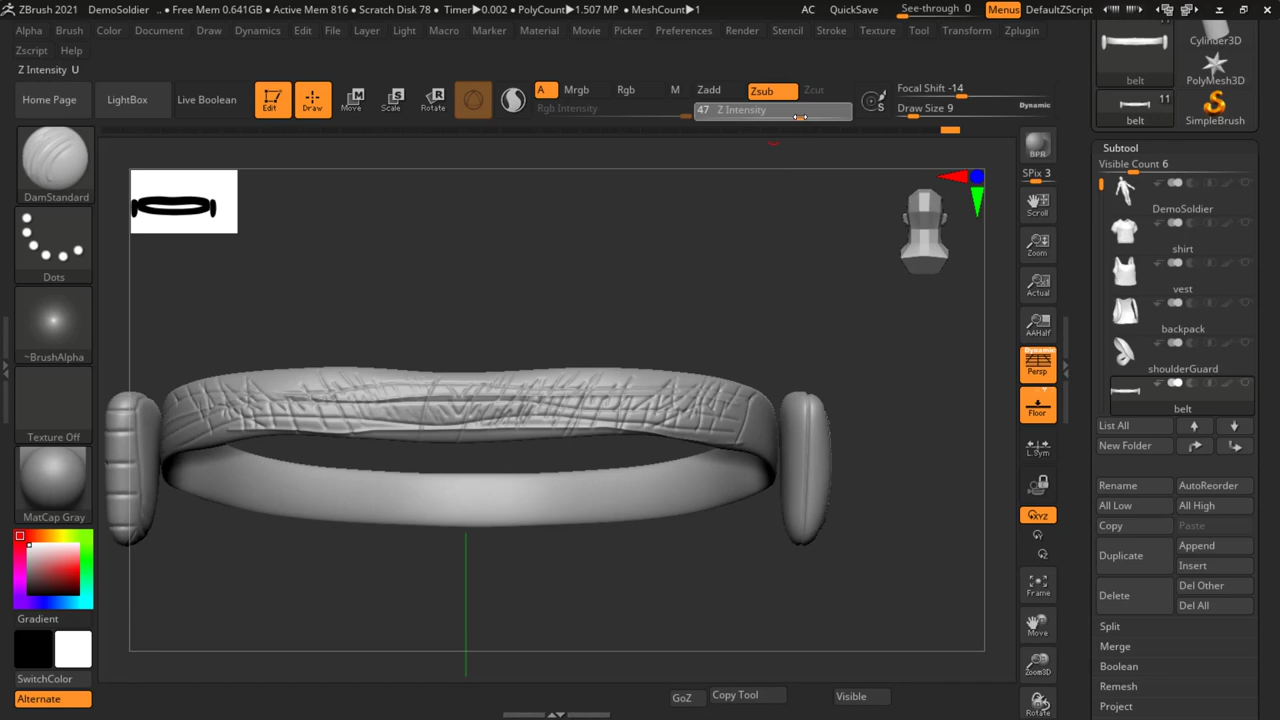 ZBrush 2021 DemoSoldier .. ● Free Mem 0.641GB ● Active Mem 816 ● Scratch Disk 78 ● Timer▶0.002 ● PolyCount▶1.507 MP ● MeshCount▶1 AC QuickSave See-through 0 Menus DefaultZScript
Alpha Brush Color Document Draw Dynamics Edit File Layer Light Macro Marker Material Movie Picker Preferences Render Stencil Stroke Texture Tool Transform Zplugin
Zscript Help
Z Intensity U
Home Page LightBox Live Boolean Edit Draw Move Scale Rotate A Mrgb Rgb M Zadd Zsub Zcut Focal Shift -14
Rgb Intensity 47 Z Intensity Draw Size 9 Dynamic
DamStandard
Dots
~BrushAlpha
Texture Off
MatCap Gray
Gradient
SwitchColor
Alternate
BPR
SPix 3
Scroll
Zoom
Actual
AAHalf
Dynamic
Persp
Floor
L.Sym
XYZ
Frame
Move
Zoom3D
Rotate
GoZ Copy Tool Visible
Cylinder3D
belt PolyMesh3D
11
belt SimpleBrush
Subtool
Visible Count 6
DemoSoldier
shirt
vest
backpack
shoulderGuard
belt
List All
New Folder
Rename AutoReorder
All Low All High
Copy Paste
Duplicate Append
Insert
Delete Del Other
Del All
Split
Merge
Boolean
Remesh
Project